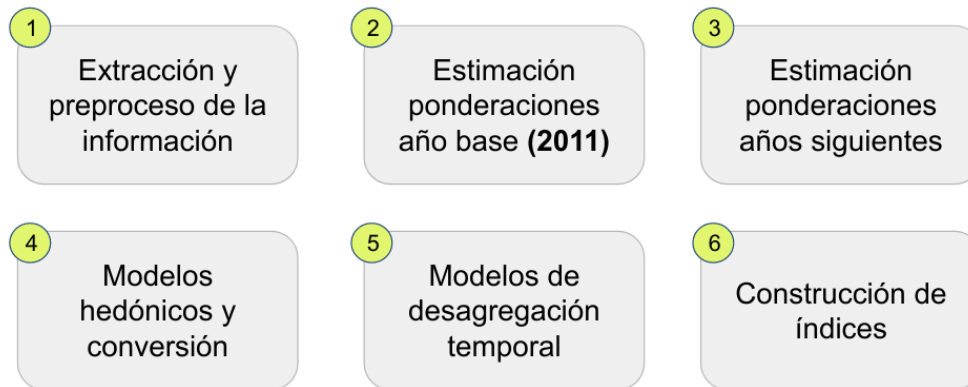 1
Extracción y
preproceso de la
información
2
Estimación
ponderaciones
año base (2011)
3
Estimación
ponderaciones
años siguientes
4
Modelos
hedónicos y
conversión
5
Modelos de
desagregación
temporal
6
Construcción de
índices